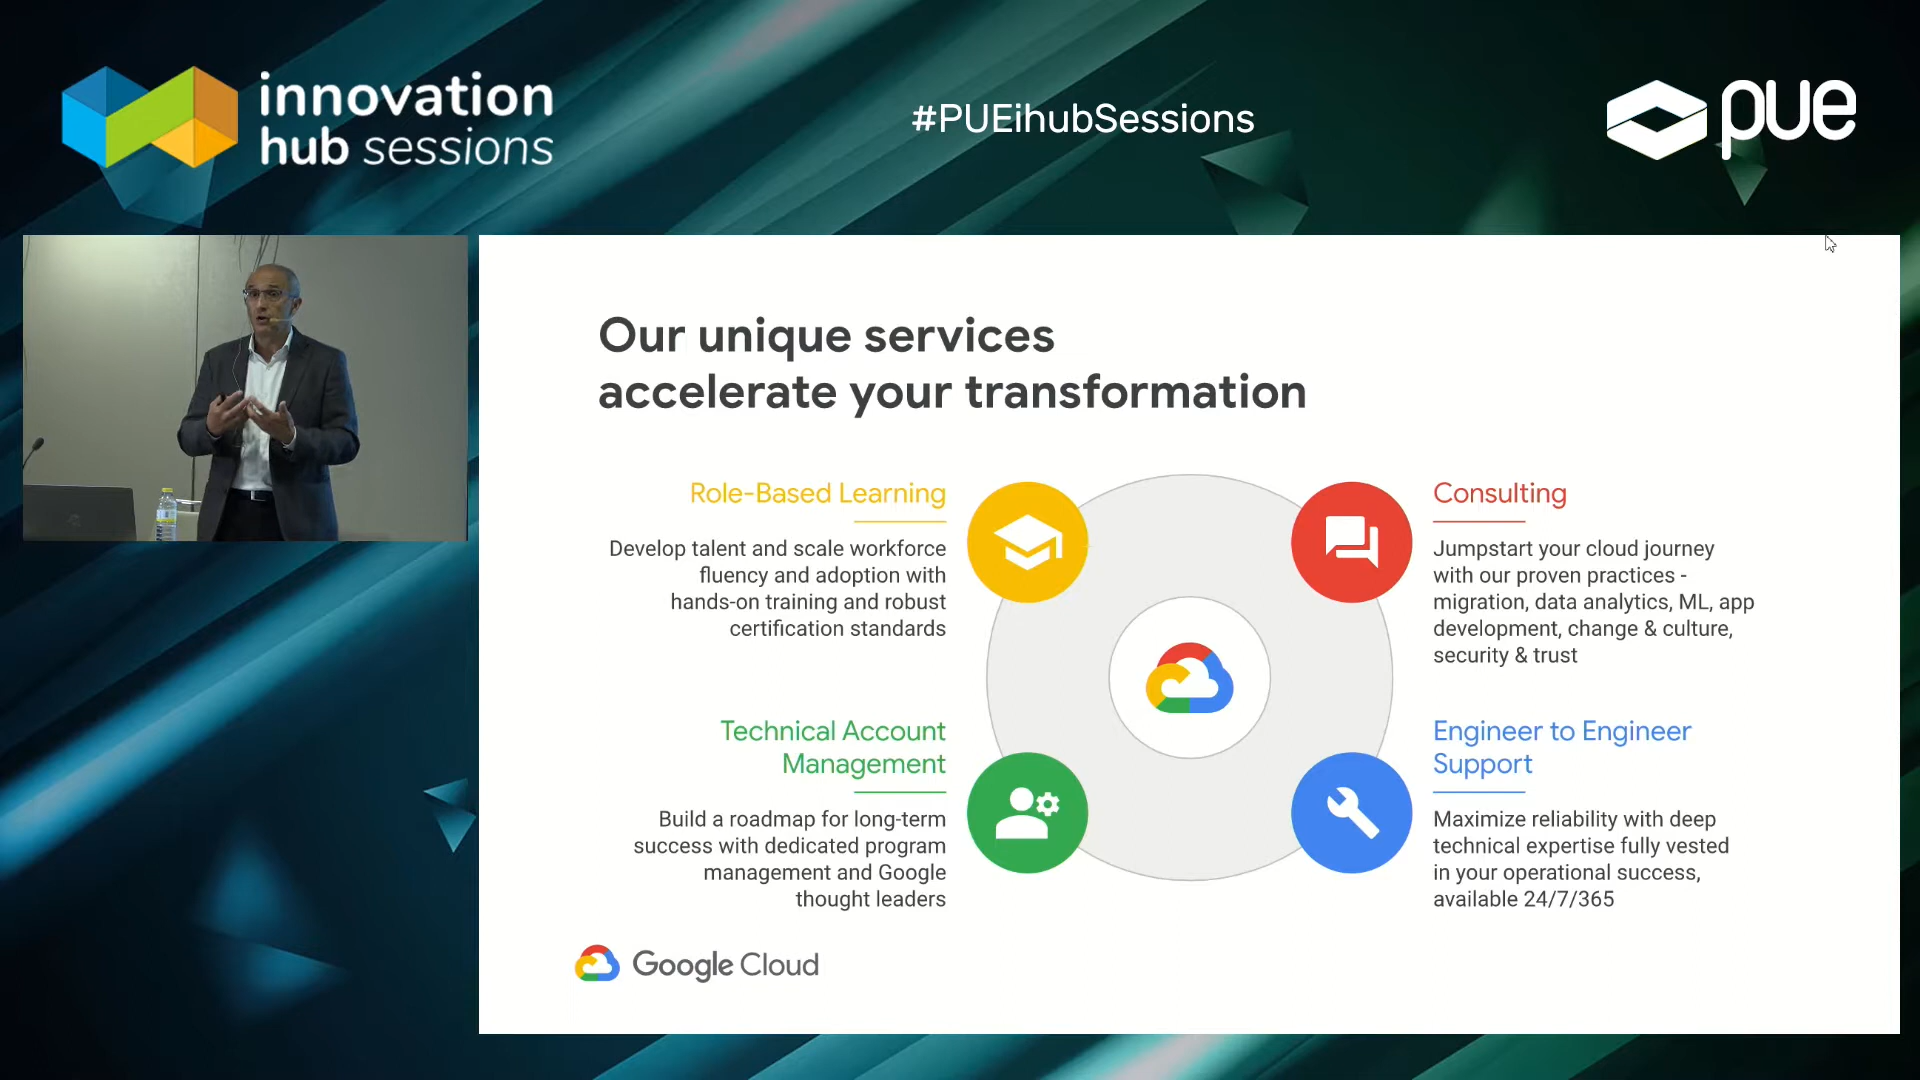 innovation
hub sessions
#PUEihubSessions
pue
Our unique services
accelerate your transformation
Role-Based Learning
Develop talent and scale workforce
fluency and adoption with
hands-on training and robust
certification standards
Consulting
Jumpstart your cloud journey
with our proven practices -
migration, data analytics, ML, app
development, change & culture,
security & trust
Technical Account
Management
Build a roadmap for long-term
success with dedicated program
management and Google
thought leaders
Engineer to Engineer
Support
Maximize reliability with deep
technical expertise fully vested
in your operational success,
available 24/7/365
Google Cloud